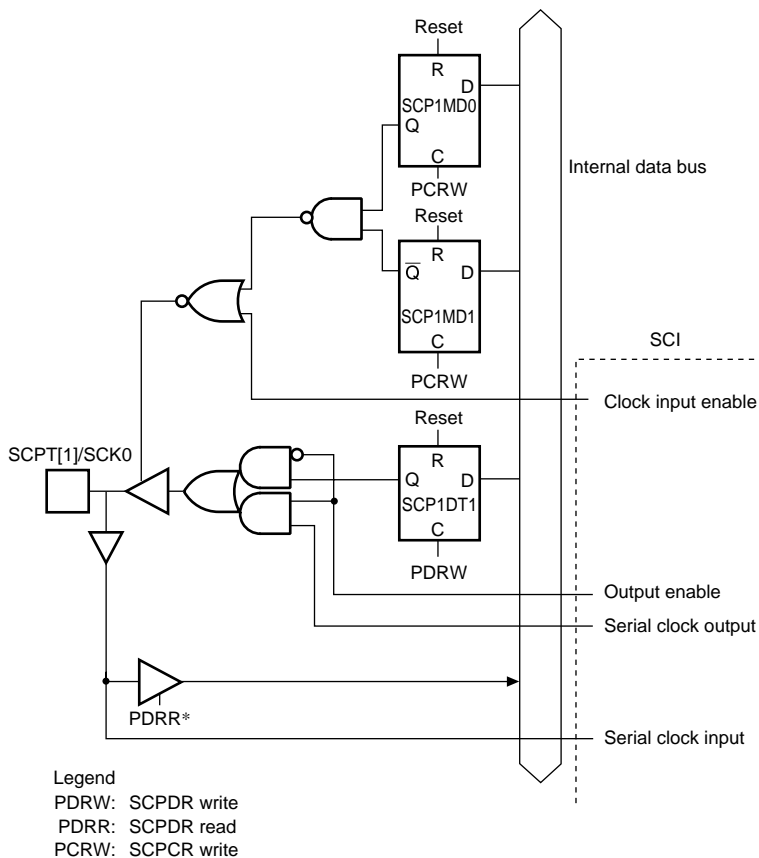 Reset
R
D
SCP1MD0
Q
C
PCRW
Internal data bus
Reset
R
Q̅
D
SCP1MD1
C
PCRW
SCI
Clock input enable
Reset
SCPT[1]/SCK0
R
Q
D
SCP1DT1
C
PDRW
Output enable
Serial clock output
PDRR*
Serial clock input
Legend
PDRW: SCPDR write
PDRR: SCPDR read
PCRW: SCPCR write